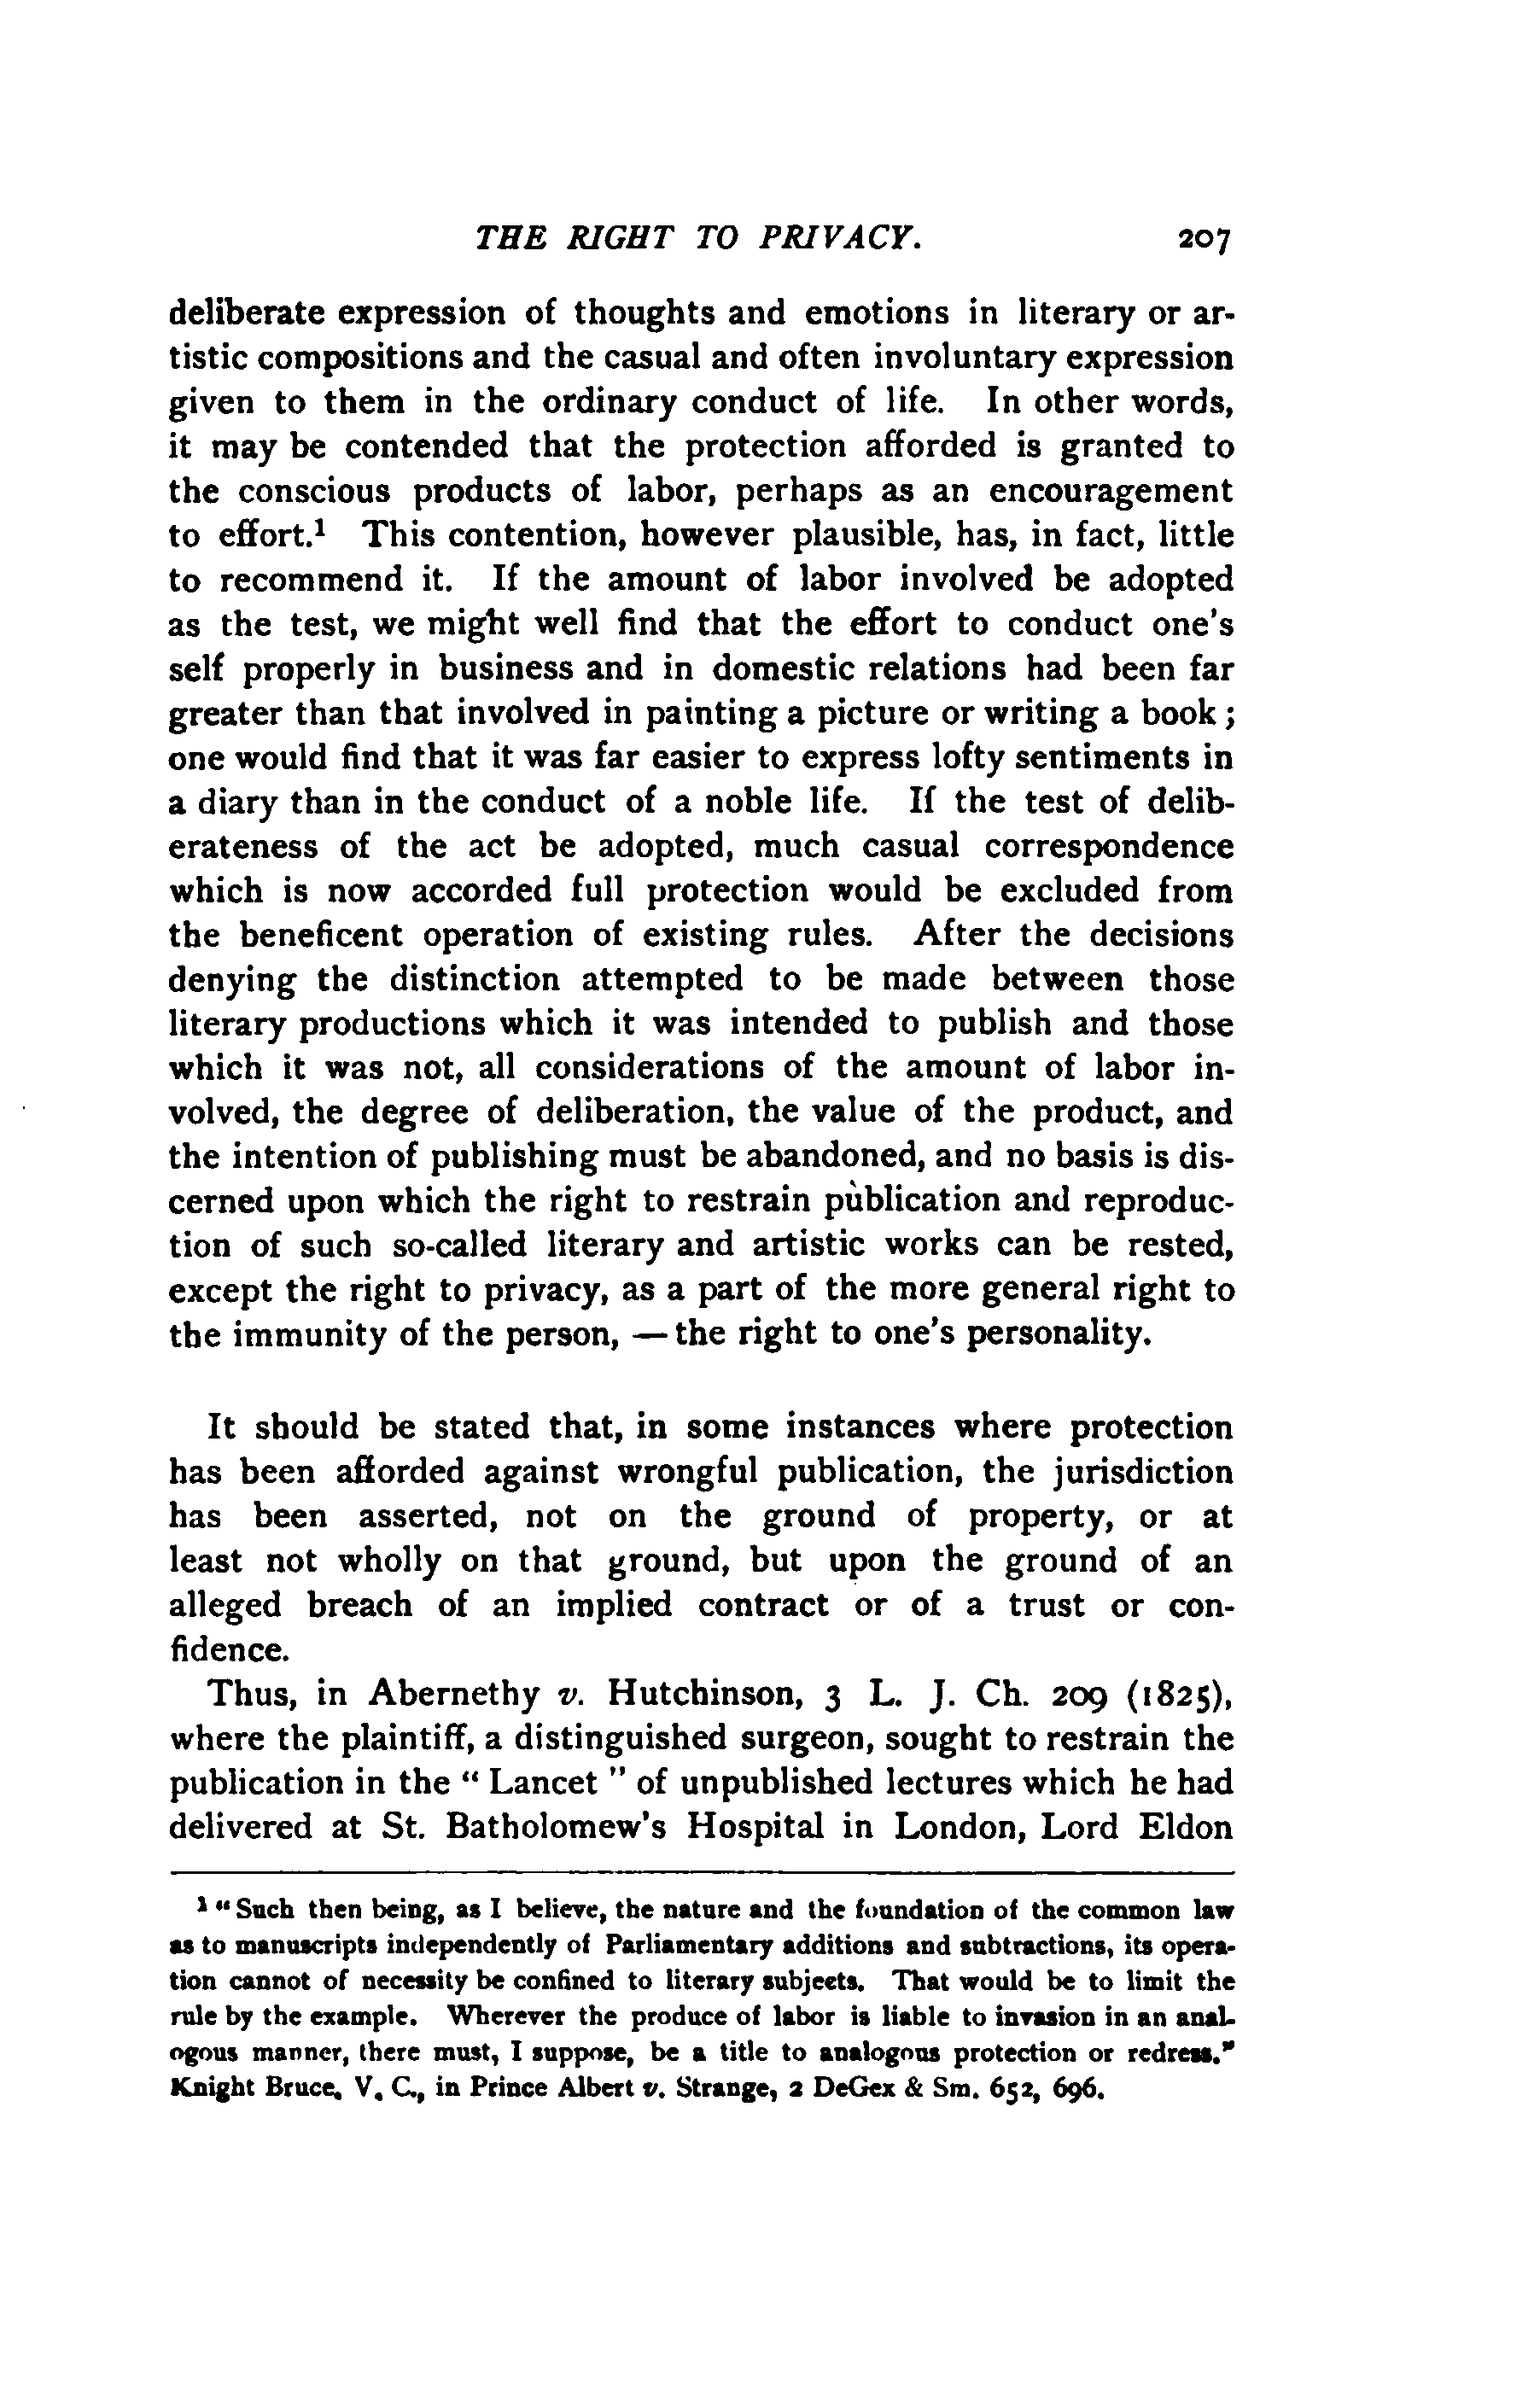 THE RIGHT TO PRIVACY. 207
deliberate expression of thoughts and emotions in literary or ar-
tistic compositions and the casual and often involuntary expression
given to them in the ordinary conduct of life. In other words,
it may be contended that the protection afforded is granted to
the conscious products of labor, perhaps as an encouragement
to effort.¹ This contention, however plausible, has, in fact, little
to recommend it. If the amount of labor involved be adopted
as the test, we might well find that the effort to conduct one's
self properly in business and in domestic relations had been far
greater than that involved in painting a picture or writing a book ;
one would find that it was far easier to express lofty sentiments in
a diary than in the conduct of a noble life. If the test of delib-
erateness of the act be adopted, much casual correspondence
which is now accorded full protection would be excluded from
the beneficent operation of existing rules. After the decisions
denying the distinction attempted to be made between those
literary productions which it was intended to publish and those
which it was not, all considerations of the amount of labor in-
volved, the degree of deliberation, the value of the product, and
the intention of publishing must be abandoned, and no basis is dis-
cerned upon which the right to restrain publication and reproduc-
tion of such so-called literary and artistic works can be rested,
except the right to privacy, as a part of the more general right to
the immunity of the person, — the right to one's personality.
It should be stated that, in some instances where protection
has been afforded against wrongful publication, the jurisdiction
has been asserted, not on the ground of property, or at
least not wholly on that ground, but upon the ground of an
alleged breach of an implied contract or of a trust or con-
fidence.
Thus, in Abernethy v. Hutchinson, 3 L. J. Ch. 209 (1825),
where the plaintiff, a distinguished surgeon, sought to restrain the
publication in the " Lancet " of unpublished lectures which he had
delivered at St. Batholomew's Hospital in London, Lord Eldon
¹ "Such then being, as I believe, the nature and the foundation of the common law
as to manuscripts independently of Parliamentary additions and subtractions, its opera-
tion cannot of necessity be confined to literary subjects. That would be to limit the
rule by the example. Wherever the produce of labor is liable to invasion in an anal-
ogous manner, there must, I suppose, be a title to analogous protection or redress."
Knight Bruce, V. C., in Prince Albert v. Strange, 2 DeGex & Sm. 652, 696.